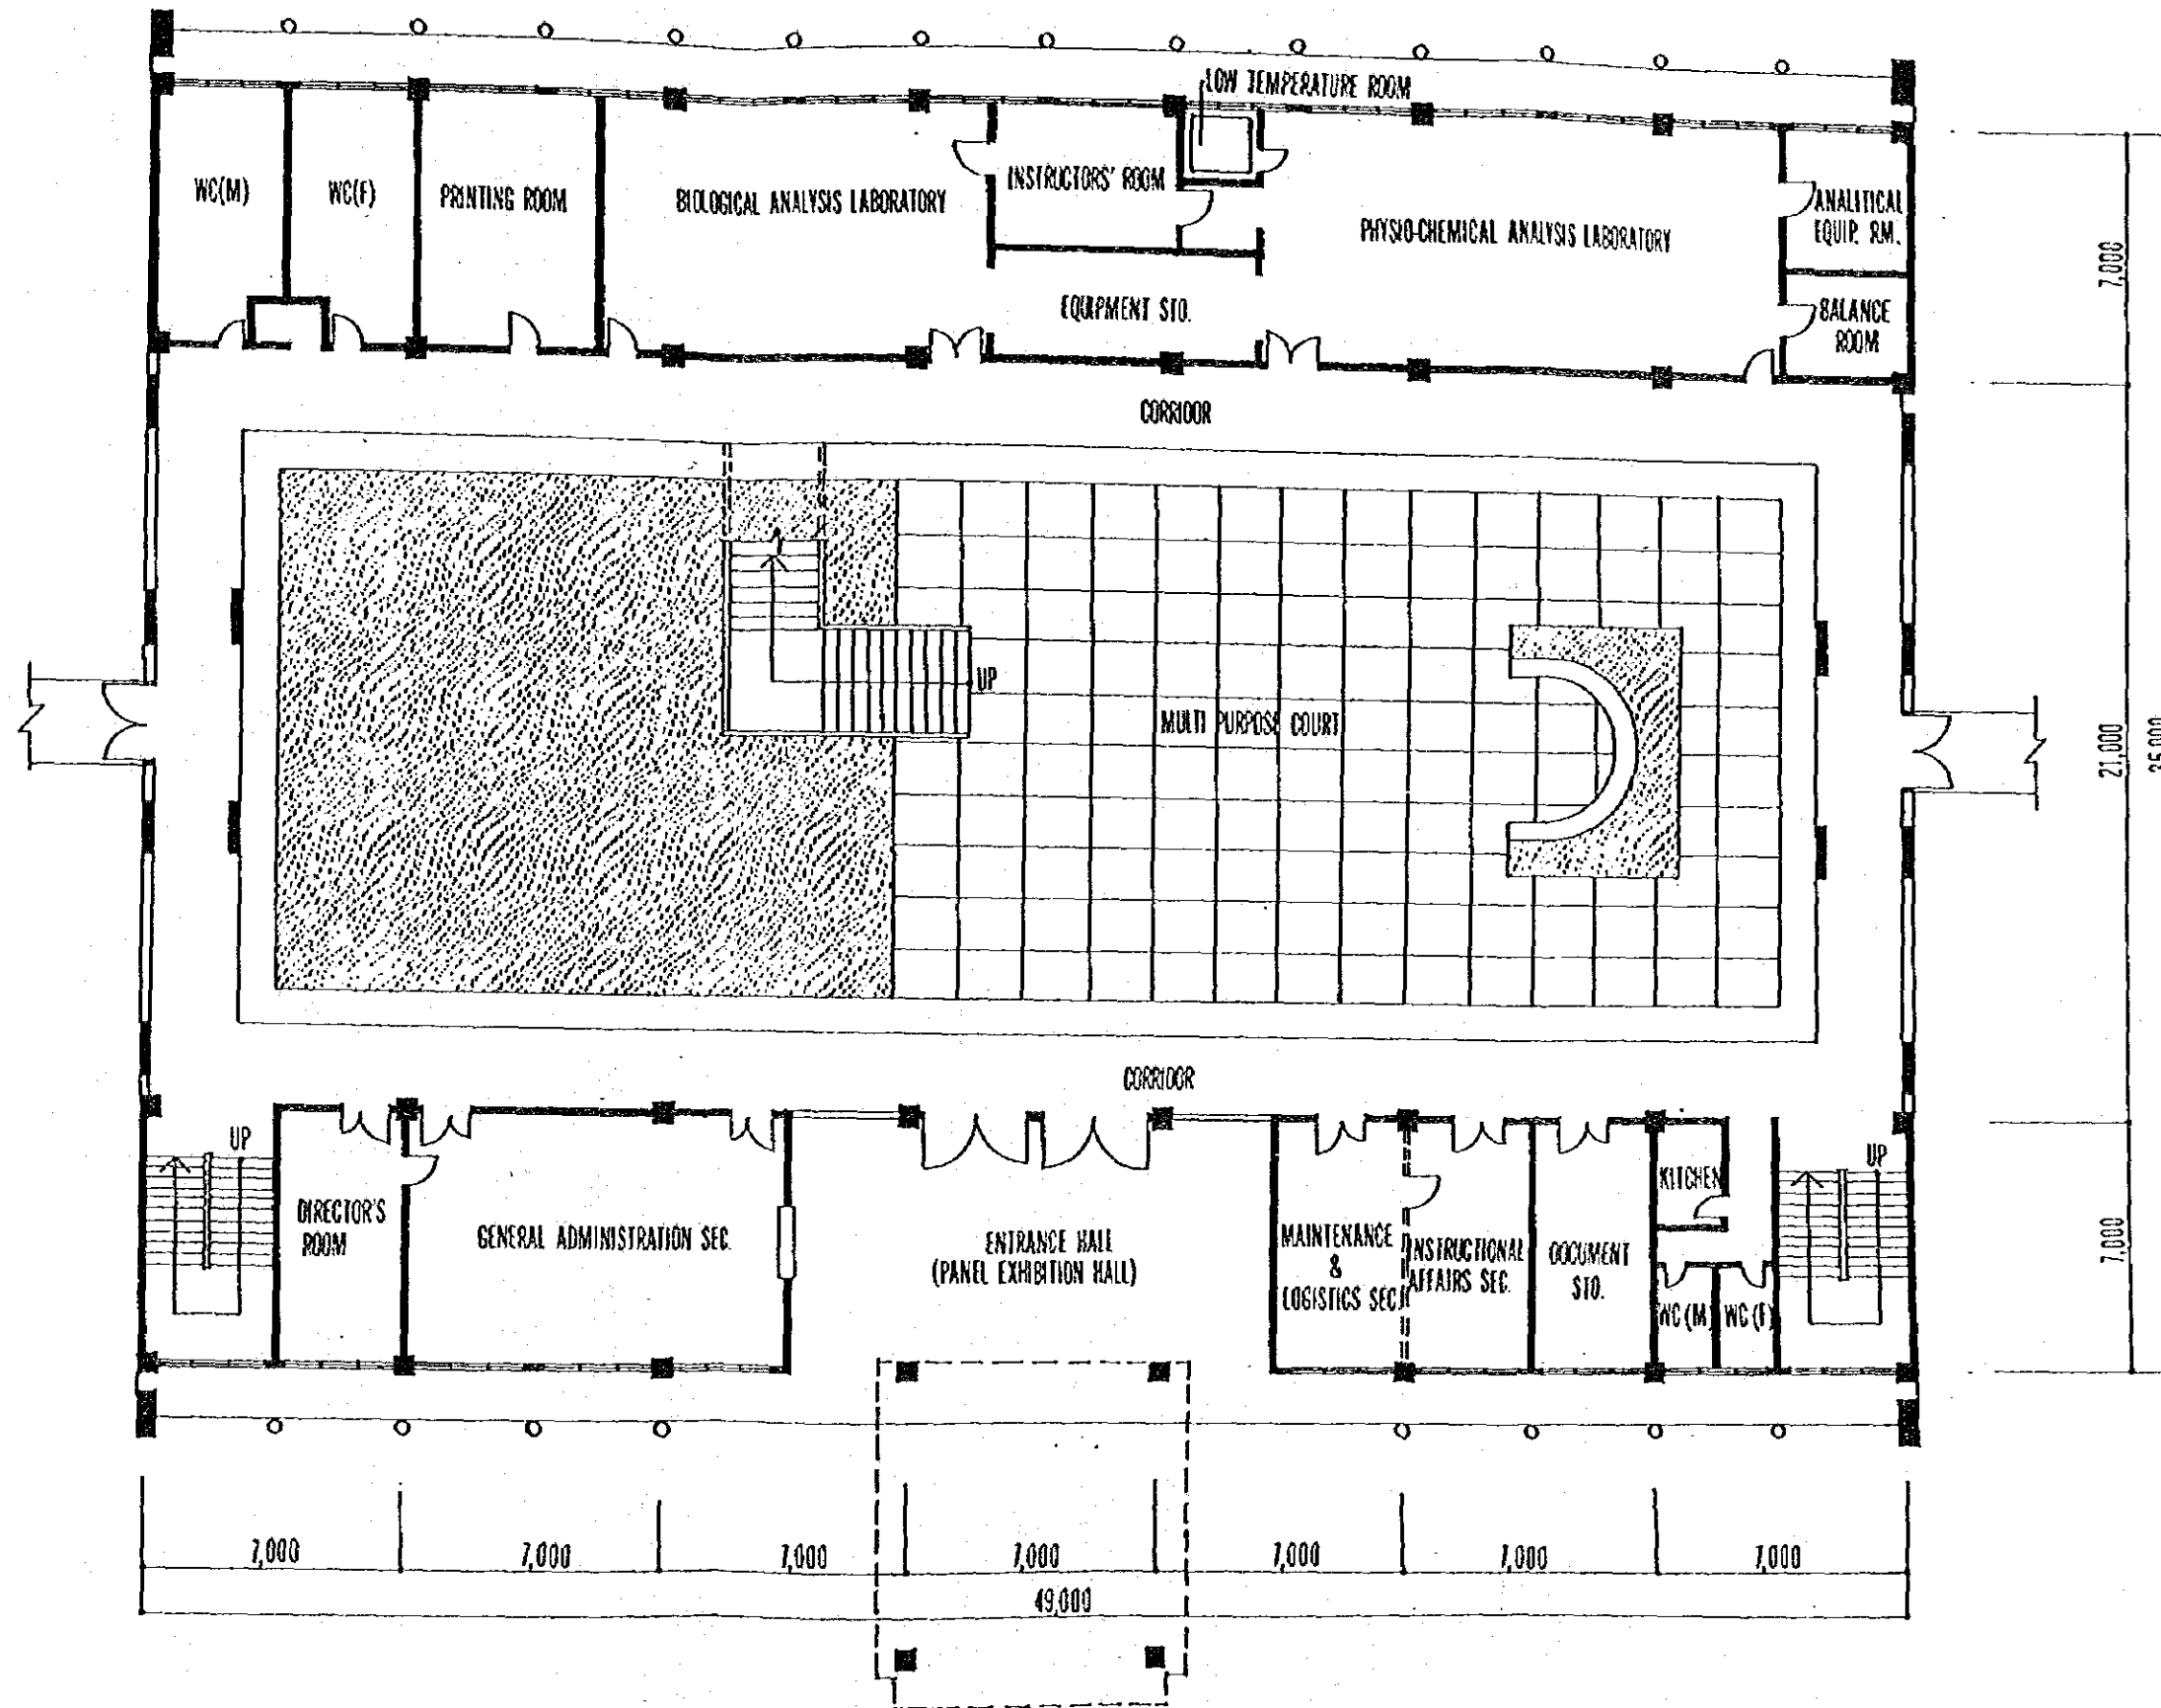 LOW TEMPERATURE ROOM
WC(M)
WC(F)
PRINTING ROOM
BIOLOGICAL ANALYSIS LABORATORY
INSTRUCTORS' ROOM
PHYSIO-CHEMICAL ANALYSIS LABORATORY
ANALITICAL
EQUIP. RM.
EQUIPMENT STO.
BALANCE
ROOM
7,000
CORRIDOR
UP
MULTI PURPOSE COURT
21,000
35,000
CORRIDOR
UP
DIRECTOR'S
ROOM
GENERAL ADMINISTRATION SEC.
ENTRANCE HALL
(PANEL EXHIBITION HALL)
MAINTENANCE
&
LOGISTICS SEC.
INSTRUCTIONAL
AFFAIRS SEC.
DOCUMENT
STO.
KITCHEN
WC(M)
WC(F)
UP
7,000
7,000
7,000
7,000
7,000
7,000
7,000
7,000
49,000